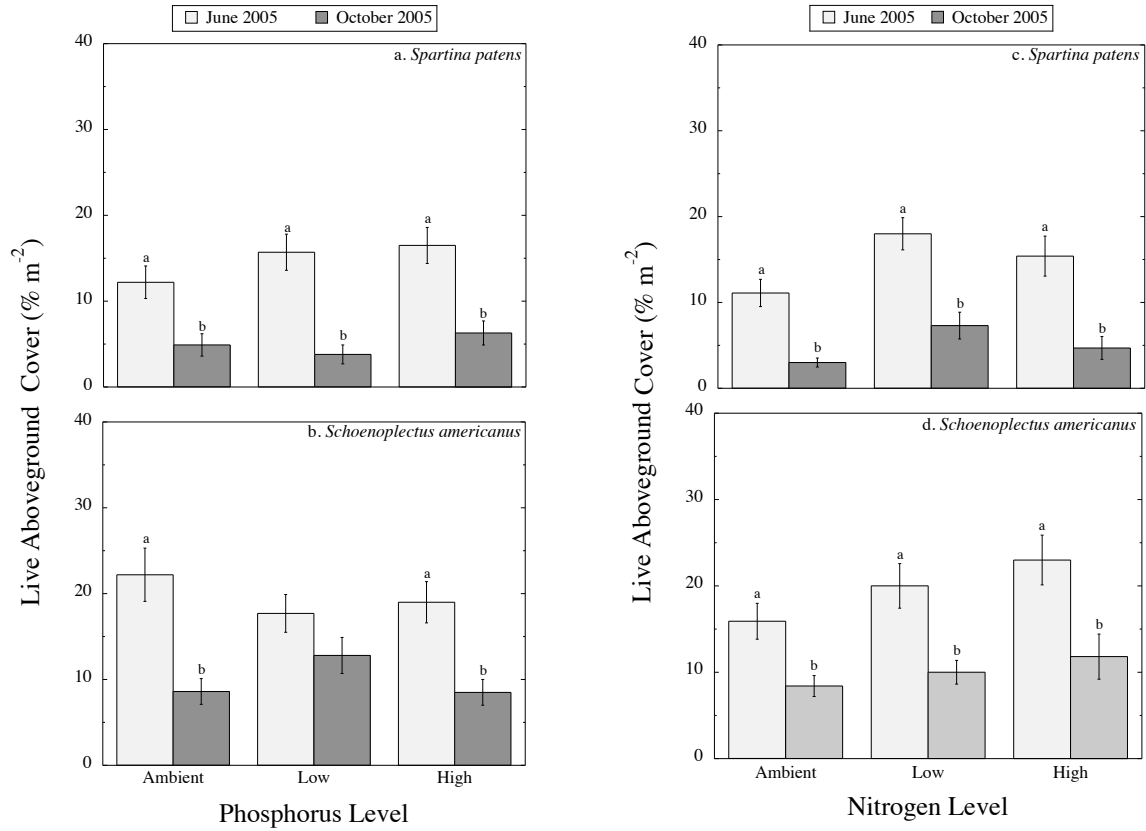 June 2005 October 2005
a. Spartina patens
40
30
20
10
0
a
b
a
b
a
b
b. Schoenoplectus americanus
40
30
20
10
0
a
b
a
b
Ambient Low High
Phosphorus Level
Live Aboveground Cover (% m-2)
June 2005 October 2005
c. Spartina patens
40
30
20
10
0
a
b
a
b
a
b
d. Schoenoplectus americanus
40
30
20
10
0
a
b
a
b
a
b
Ambient Low High
Nitrogen Level
Live Aboveground Cover (% m-2)